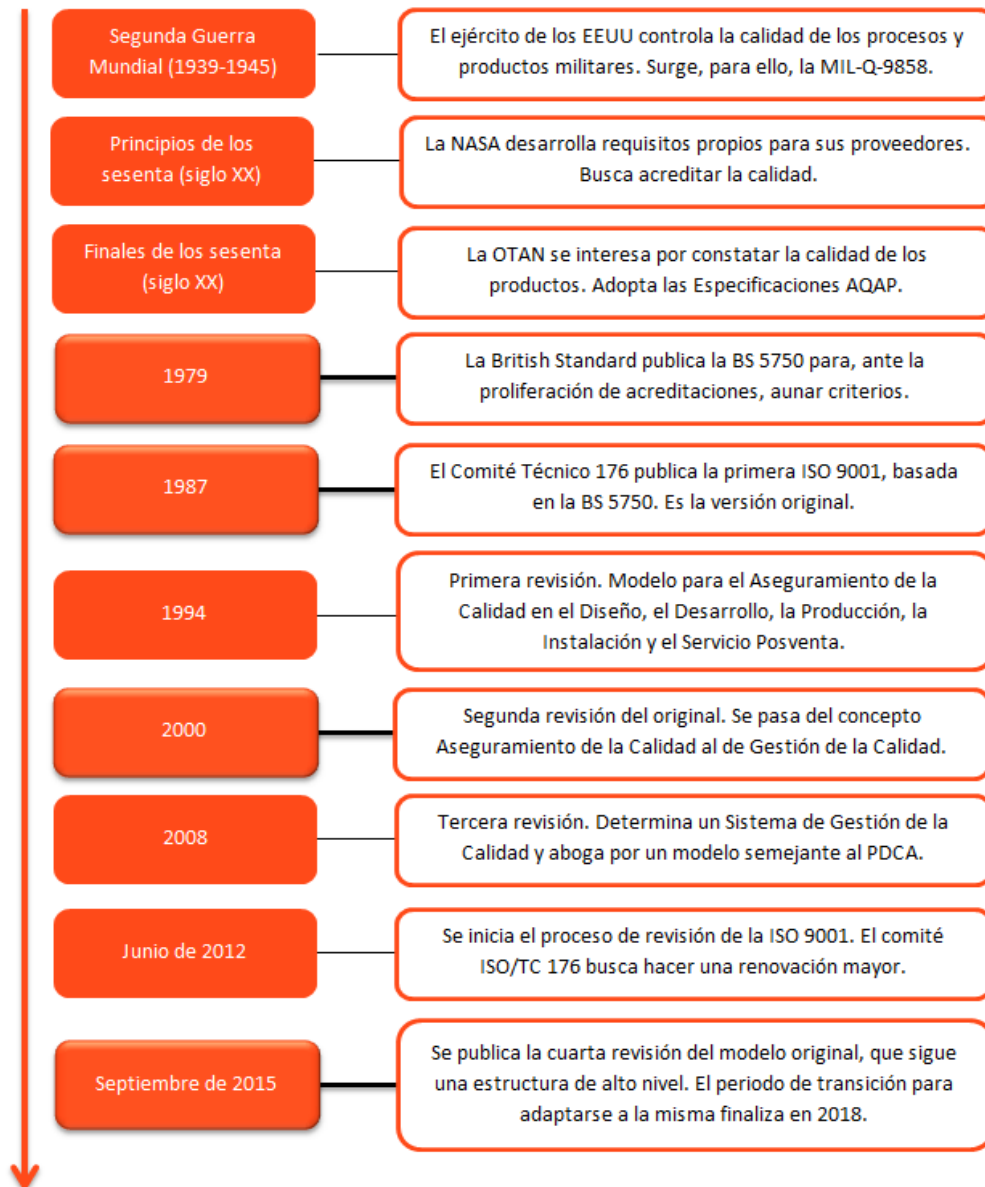 Segunda Guerra
Mundial (1939-1945)
El ejército de los EEUU controla la calidad de los procesos y
productos militares. Surge, para ello, la MIL-Q-9858.
Principios de los
sesenta (siglo XX)
La NASA desarrolla requisitos propios para sus proveedores.
Busca acreditar la calidad.
Finales de los sesenta
(siglo XX)
La OTAN se interesa por constatar la calidad de los
productos. Adopta las Especificaciones AQAP.
1979
La British Standard publica la BS 5750 para, ante la
proliferación de acreditaciones, aunar criterios.
1987
El Comité Técnico 176 publica la primera ISO 9001, basada
en la BS 5750. Es la versión original.
1994
Primera revisión. Modelo para el Aseguramiento de la
Calidad en el Diseño, el Desarrollo, la Producción, la
Instalación y el Servicio Posventa.
2000
Segunda revisión del original. Se pasa del concepto
Aseguramiento de la Calidad al de Gestión de la Calidad.
2008
Tercera revisión. Determina un Sistema de Gestión de la
Calidad y aboga por un modelo semejante al PDCA.
Junio de 2012
Se inicia el proceso de revisión de la ISO 9001. El comité
ISO/TC 176 busca hacer una renovación mayor.
Septiembre de 2015
Se publica la cuarta revisión del modelo original, que sigue
una estructura de alto nivel. El periodo de transición para
adaptarse a la misma finaliza en 2018.